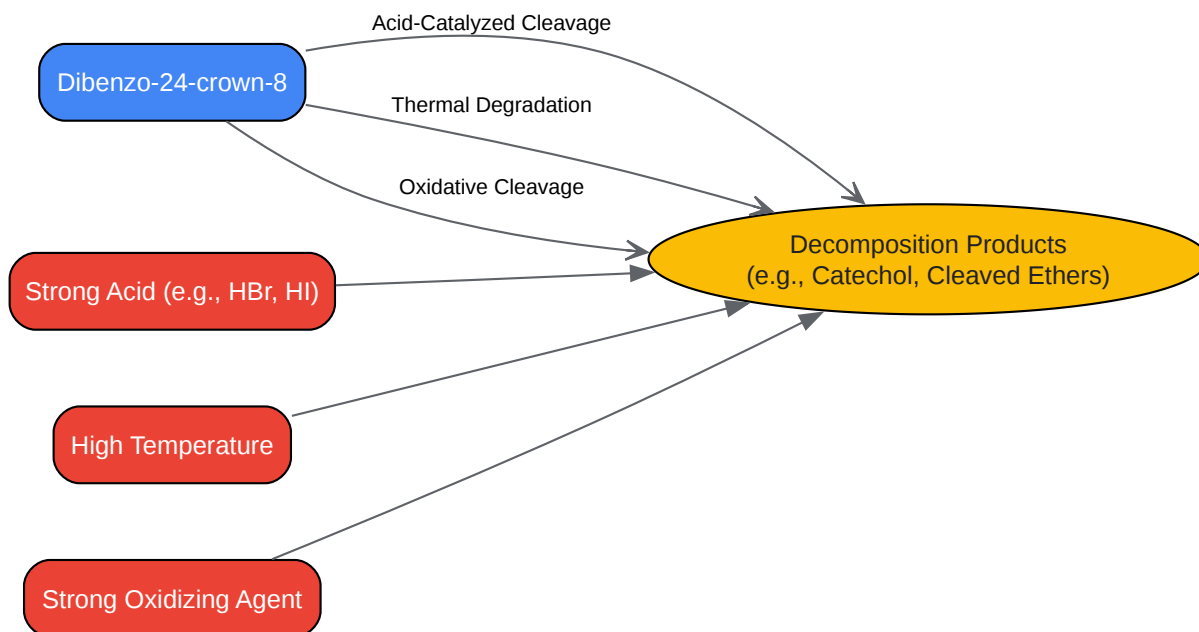 Acid-Catalyzed Cleavage
Dibenzo-24-crown-8
Thermal Degradation
Oxidative Cleavage
Decomposition Products
(e.g., Catechol, Cleaved Ethers)
Strong Acid (e.g., HBr, HI)
High Temperature
Strong Oxidizing Agent